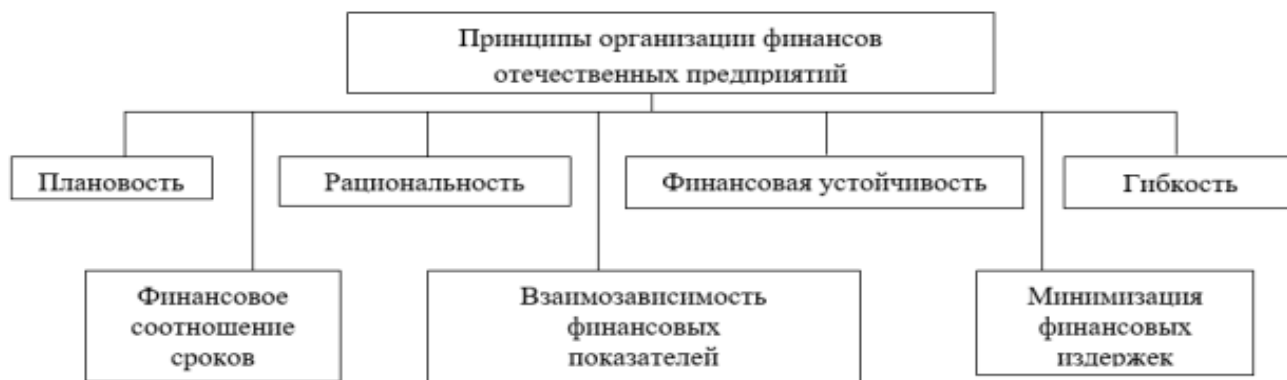 Принципы организации финансов
отечественных предприятий
Плановость
Рациональность
Финансовая устойчивость
Гибкость
Финансовое
соотношение
сроков
Взаимозависимость
финансовых
показателей
Минимизация
финансовых
издержек